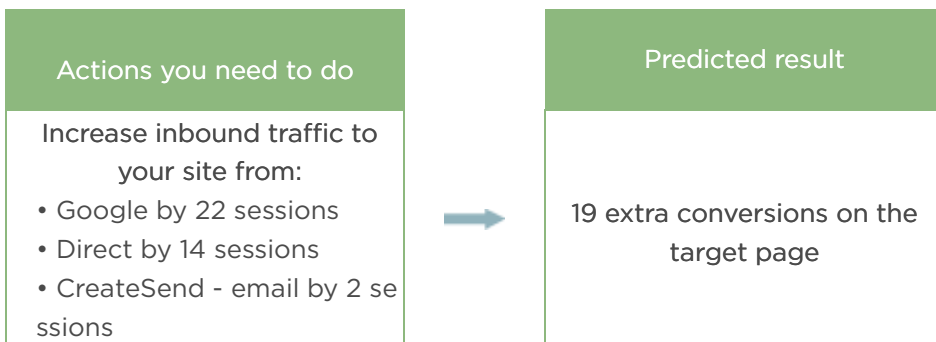 Actions you need to do
Increase inbound traffic to
your site from:
• Google by 22 sessions
• Direct by 14 sessions
• CreateSend - email by 2 se
ssions
Predicted result
19 extra conversions on the
target page